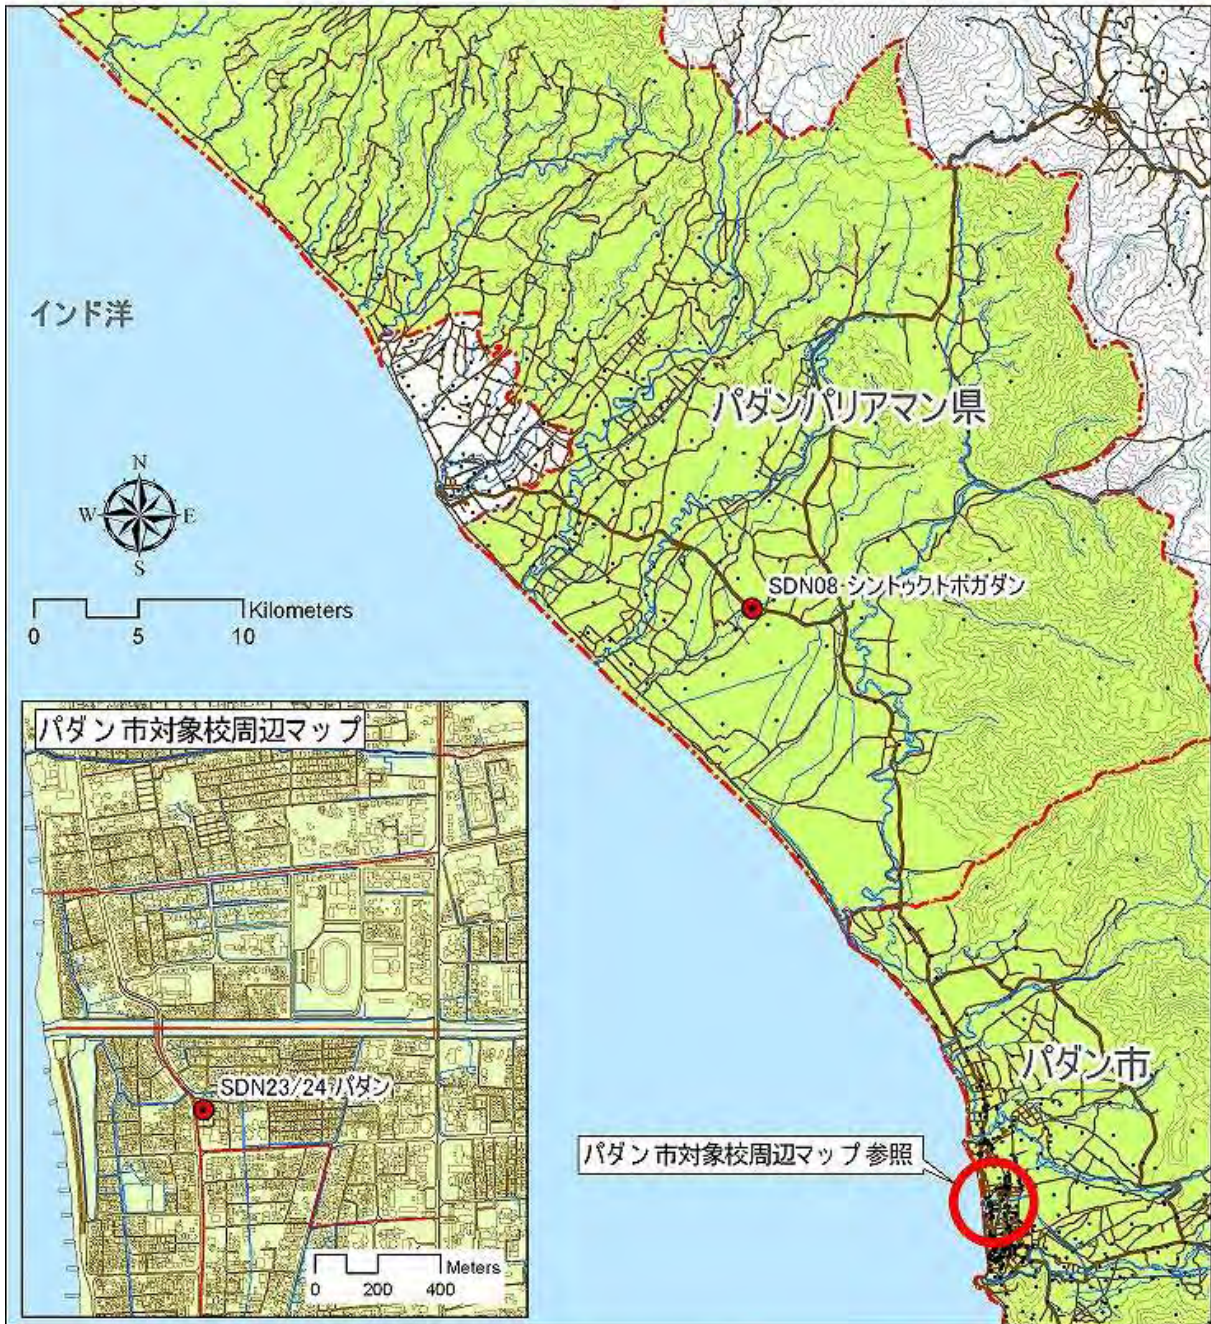 インド洋
パダンパリアマン県
N
W E
S
SDN08-シントゥクトボガダン
Kilometers
0 5 10
パダン市対象校周辺マップ
パダン市
SDN23/24-パダン
パダン市対象校周辺マップ参照
Meters
0 200 400